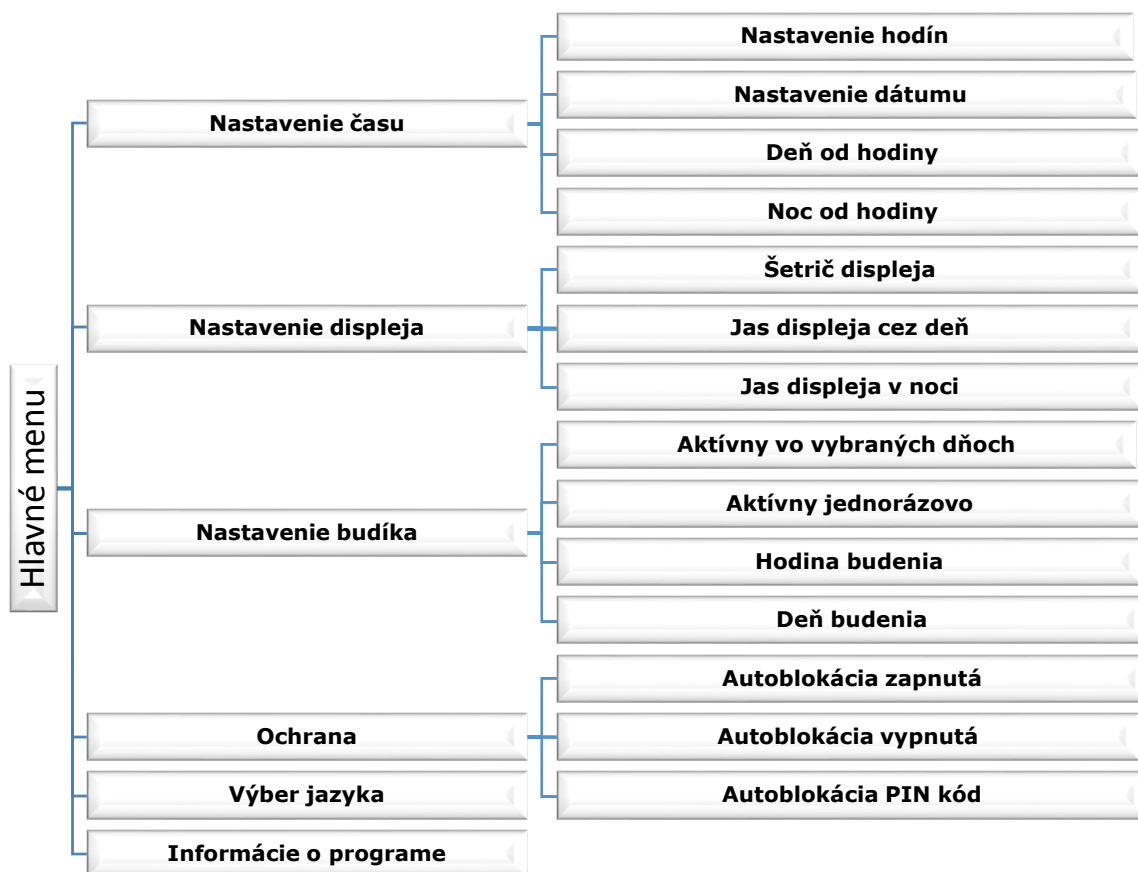 Hlavné menu
Nastavenie času
Nastavenie hodín
Nastavenie dátumu
Deň od hodiny
Noc od hodiny
Nastavenie displeja
Šetrič displeja
Jas displeja cez deň
Jas displeja v noci
Nastavenie budíka
Aktívny vo vybraných dňoch
Aktívny jednorázovo
Hodina budenia
Deň budenia
Ochrana
Autoblokácia zapnutá
Autoblokácia vypnutá
Autoblokácia PIN kód
Výber jazyka
Informácie o programe